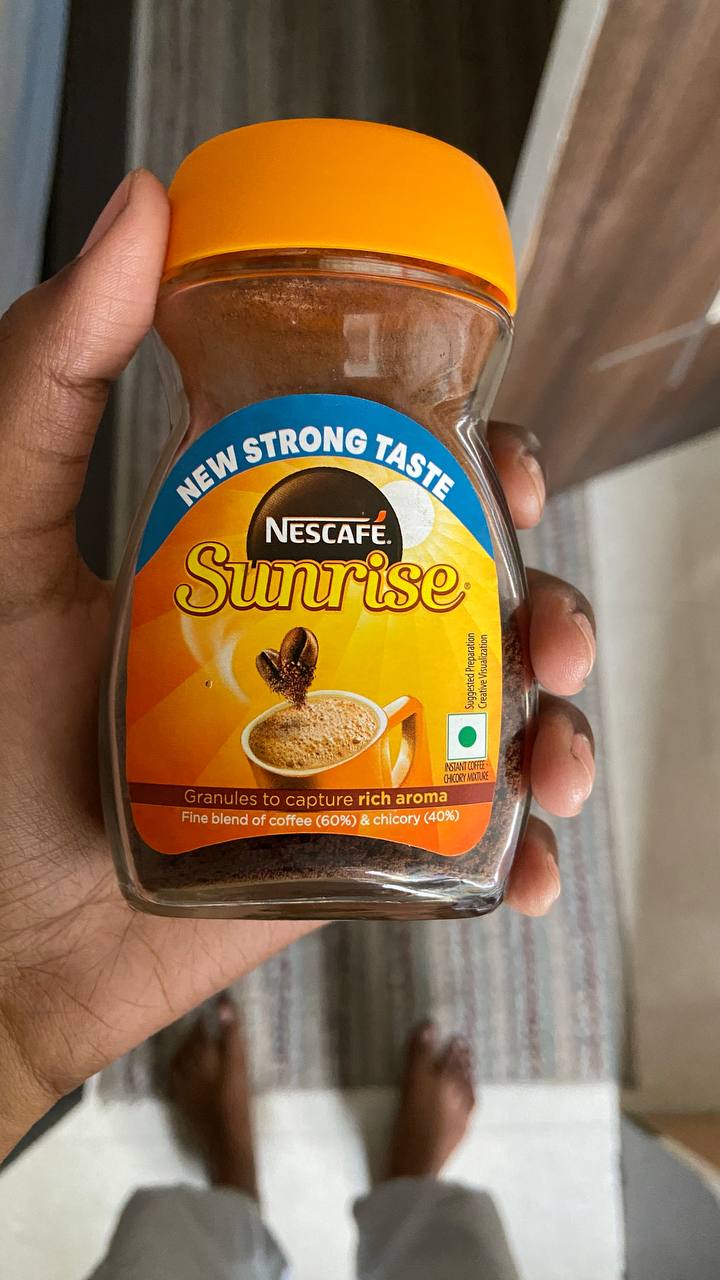 NEW STRONG TASTE
NESCAFÉ.
Sunrise®
Suggested Preparation
Creative Visualization
INSTANT COFFEE -
CHICORY MIXTURE
Granules to capture rich aroma
Fine blend of coffee (60%) & chicory (40%)